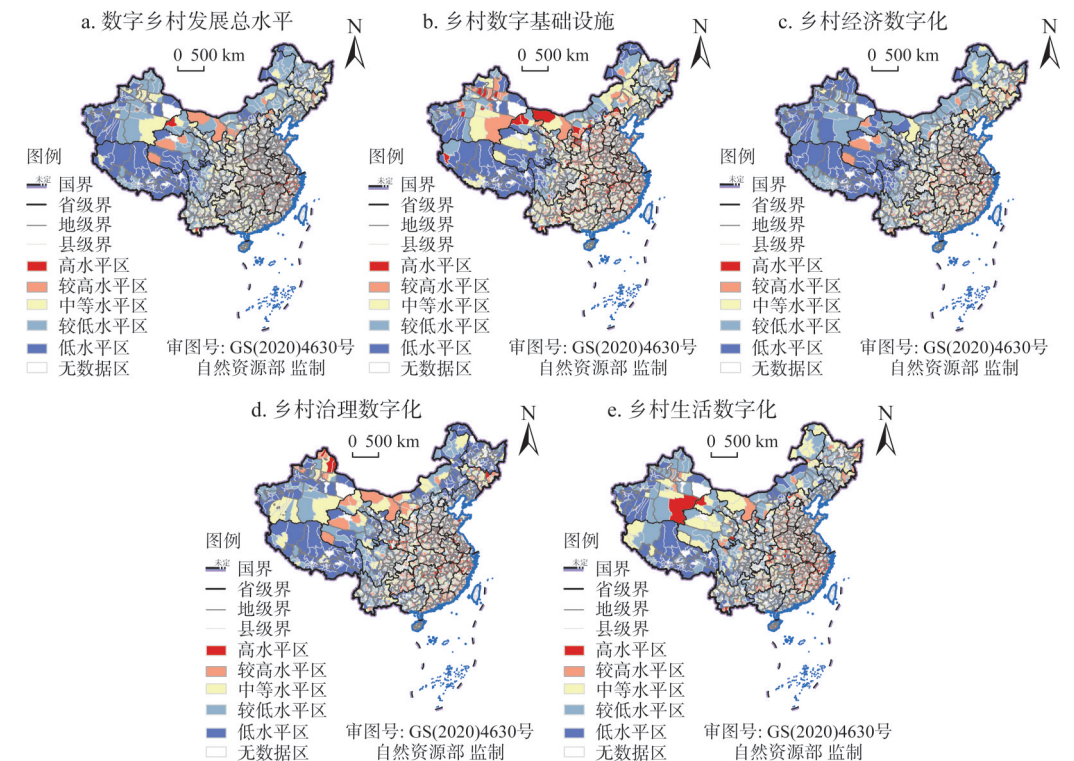 a. 数字乡村发展总水平
N
0 500 km
图例
未定
国界
省级界
地级界
县级界
高水平区
较高水平区
中等水平区
较低水平区
低水平区
无数据区
审图号: GS(2020)4630号
自然资源部 监制
b. 乡村数字基础设施
N
0 500 km
图例
未定
国界
省级界
地级界
县级界
高水平区
较高水平区
中等水平区
较低水平区
低水平区
无数据区
审图号: GS(2020)4630号
自然资源部 监制
c. 乡村经济数字化
N
0 500 km
图例
未定
国界
省级界
地级界
县级界
高水平区
较高水平区
中等水平区
较低水平区
低水平区
无数据区
审图号: GS(2020)4630号
自然资源部 监制
d. 乡村治理数字化
N
0 500 km
图例
未定
国界
省级界
地级界
县级界
高水平区
较高水平区
中等水平区
较低水平区
低水平区
无数据区
审图号: GS(2020)4630号
自然资源部 监制
e. 乡村生活数字化
N
0 500 km
图例
未定
国界
省级界
地级界
县级界
高水平区
较高水平区
中等水平区
较低水平区
低水平区
无数据区
审图号: GS(2020)4630号
自然资源部 监制